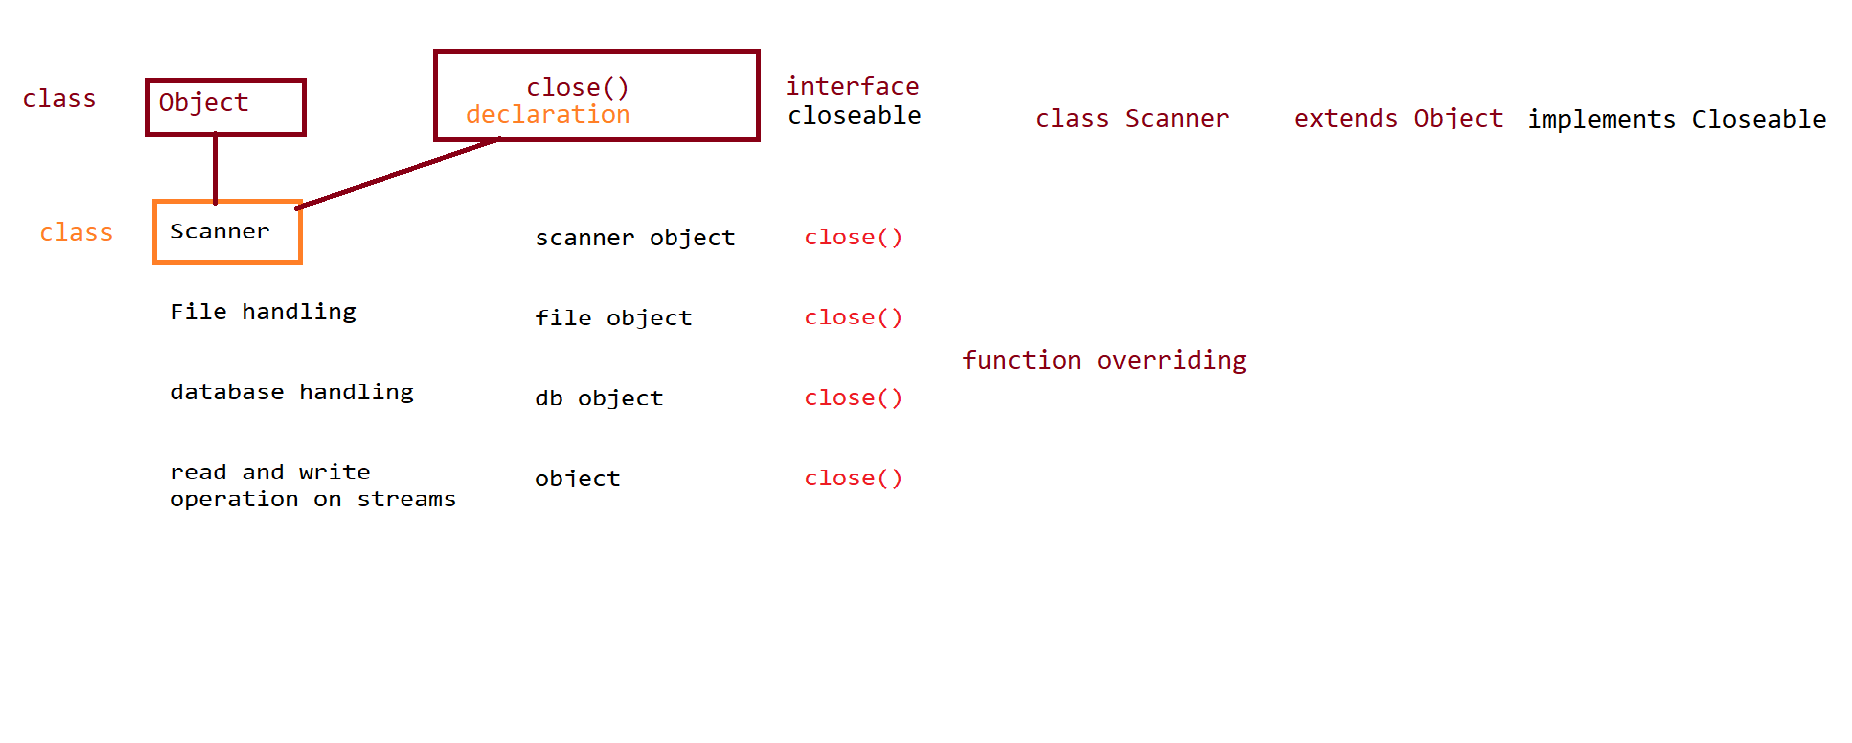 class Object close() interface
declaration closeable class Scanner extends Object implements Closeable
class Scanner scanner object close()
File handling file object close()
function overriding
database handling db object close()
read and write object close()
operation on streams